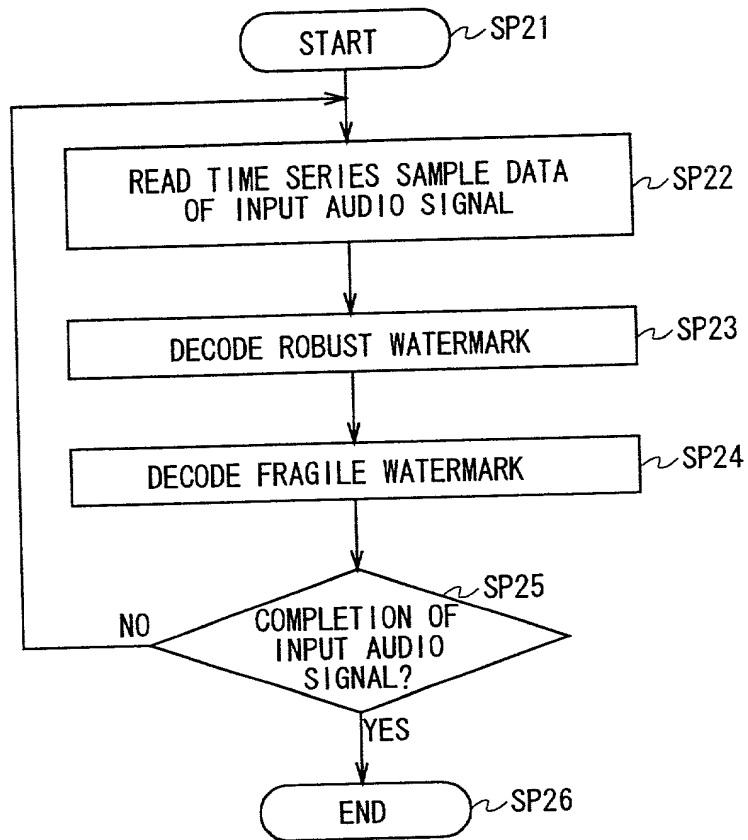 START
SP21
READ TIME SERIES SAMPLE DATA
OF INPUT AUDIO SIGNAL
SP22
DECODE ROBUST WATERMARK
SP23
DECODE FRAGILE WATERMARK
SP24
SP25
COMPLETION OF
INPUT AUDIO
SIGNAL?
NO
YES
END
SP26